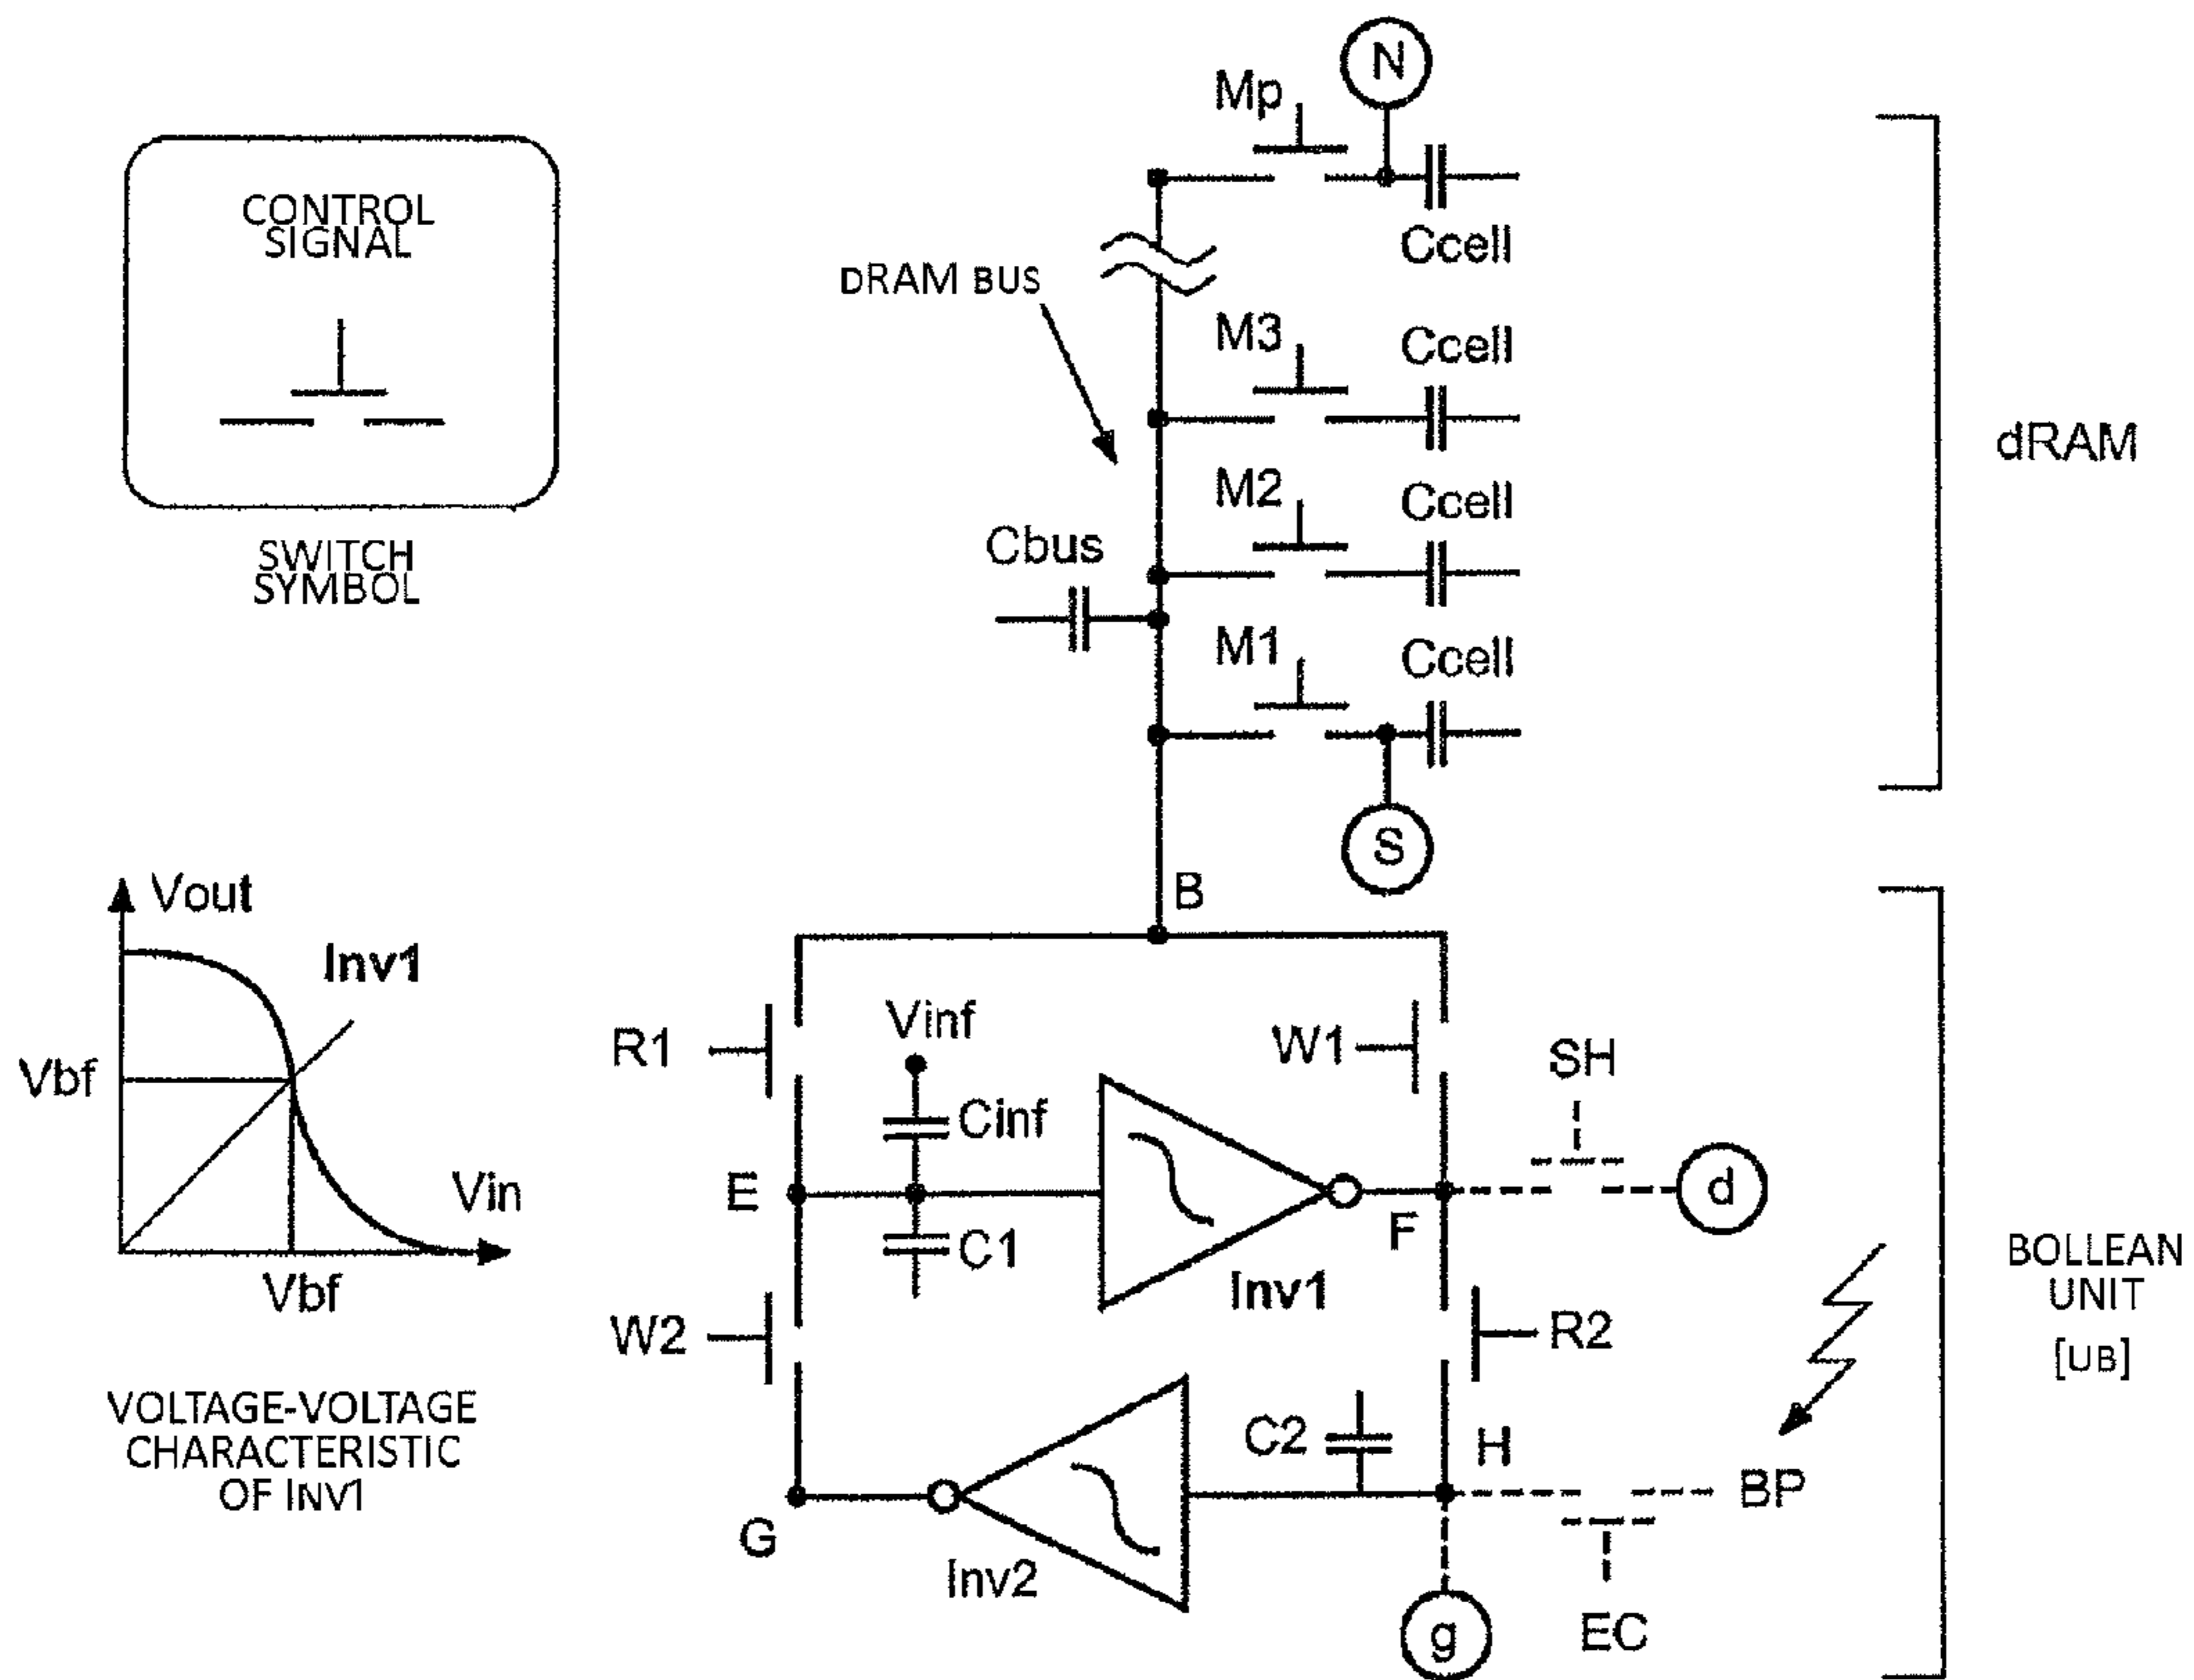 N
Mp
CONTROL
SIGNAL
Ccell
DRAM BUS
M3
Ccell
dRAM
M2
Ccell
SWITCH
SYMBOL
Cbus
M1
Ccell
S
B
Vout
Inv1
Vinf
R1
W1
SH
Vbf
Cinf
E
Vin
d
F
C1
Inv1
BOLLEAN
UNIT
[UB]
Vbf
W2
R2
VOLTAGE-VOLTAGE
CHARACTERISTIC
OF INV1
C2
H
BP
G
Inv2
g
EC